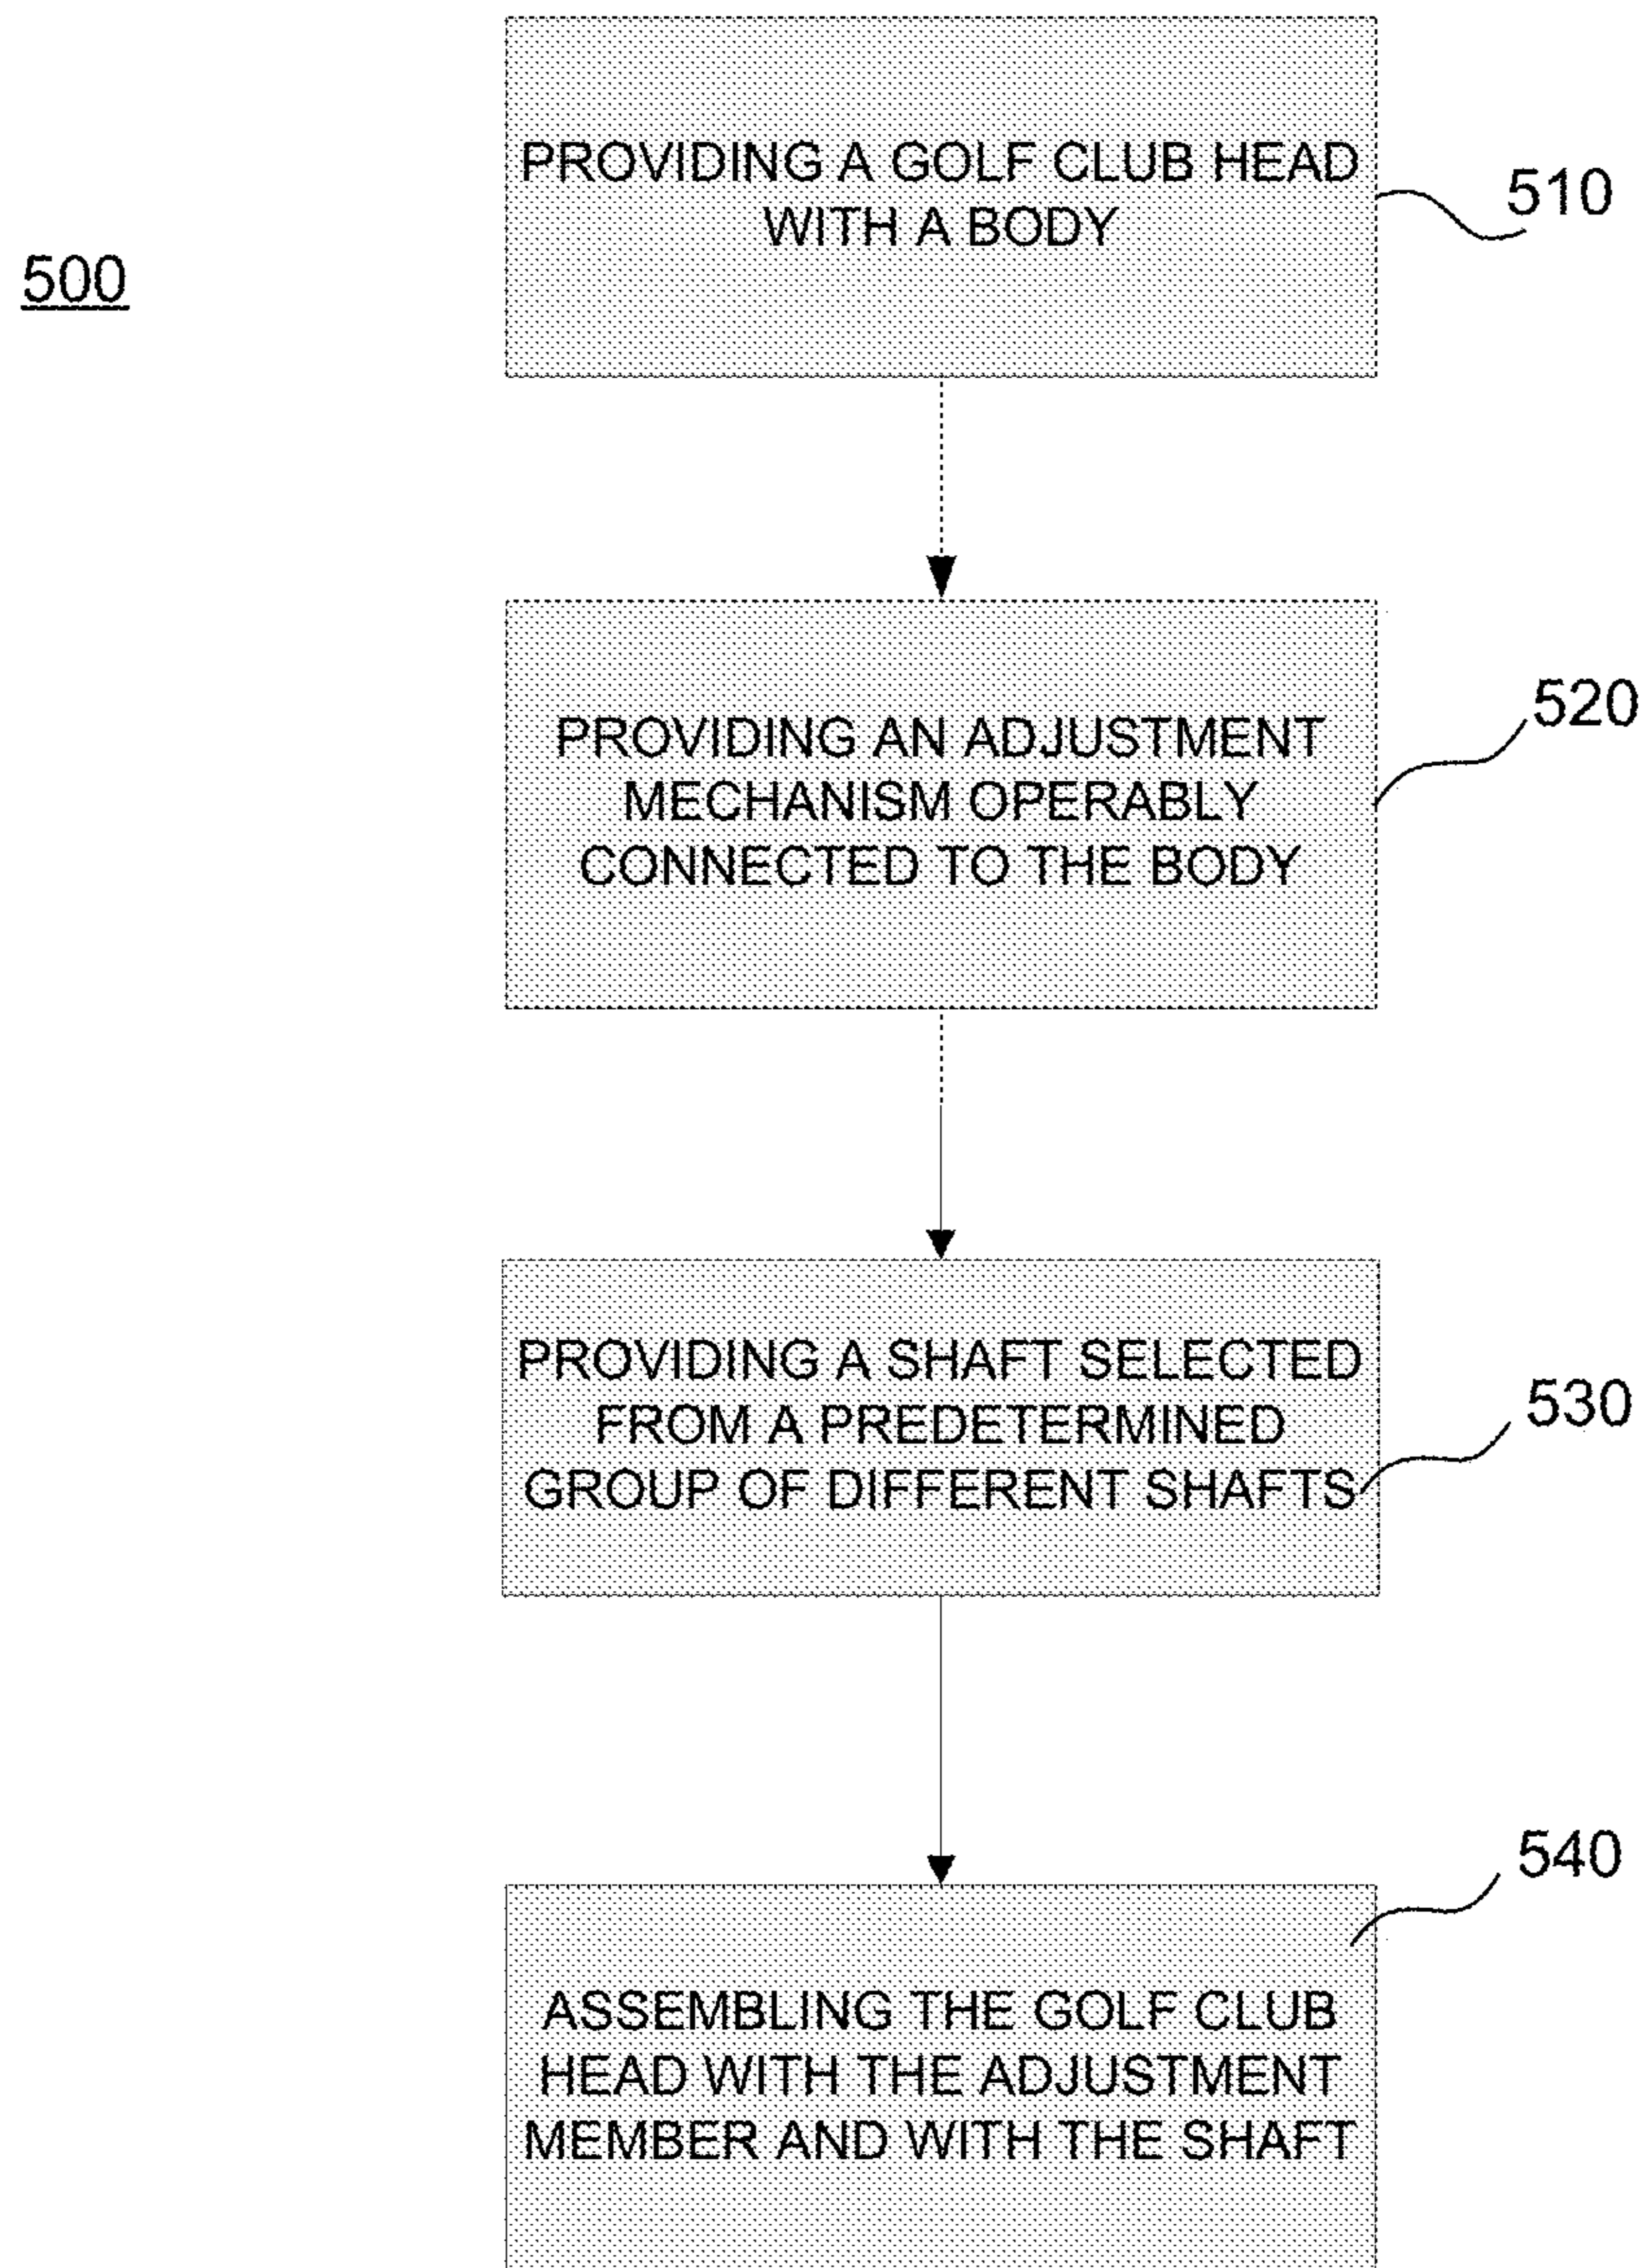 PROVIDING A GOLF CLUB HEAD
WITH A BODY
510
500
PROVIDING AN ADJUSTMENT
MECHANISM OPERABLY
CONNECTED TO THE BODY
520
PROVIDING A SHAFT SELECTED
FROM A PREDETERMINED
GROUP OF DIFFERENT SHAFTS
530
540
ASSEMBLING THE GOLF CLUB
HEAD WITH THE ADJUSTMENT
MEMBER AND WITH THE SHAFT